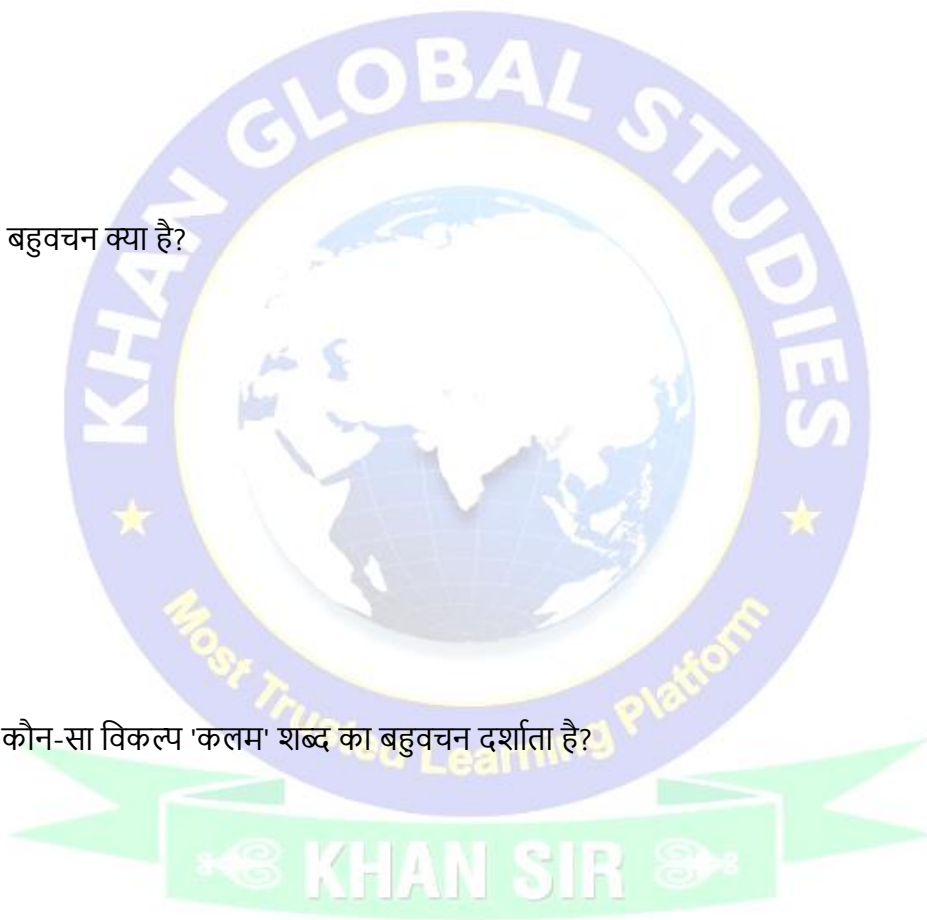 KHAN GLOBAL STUDIES
बहुवचन क्या है?
कौन-सा विकल्प 'कलम' शब्द का बहुवचन दर्शाता है?
Most Trusted Learning Platform
KHAN SIR